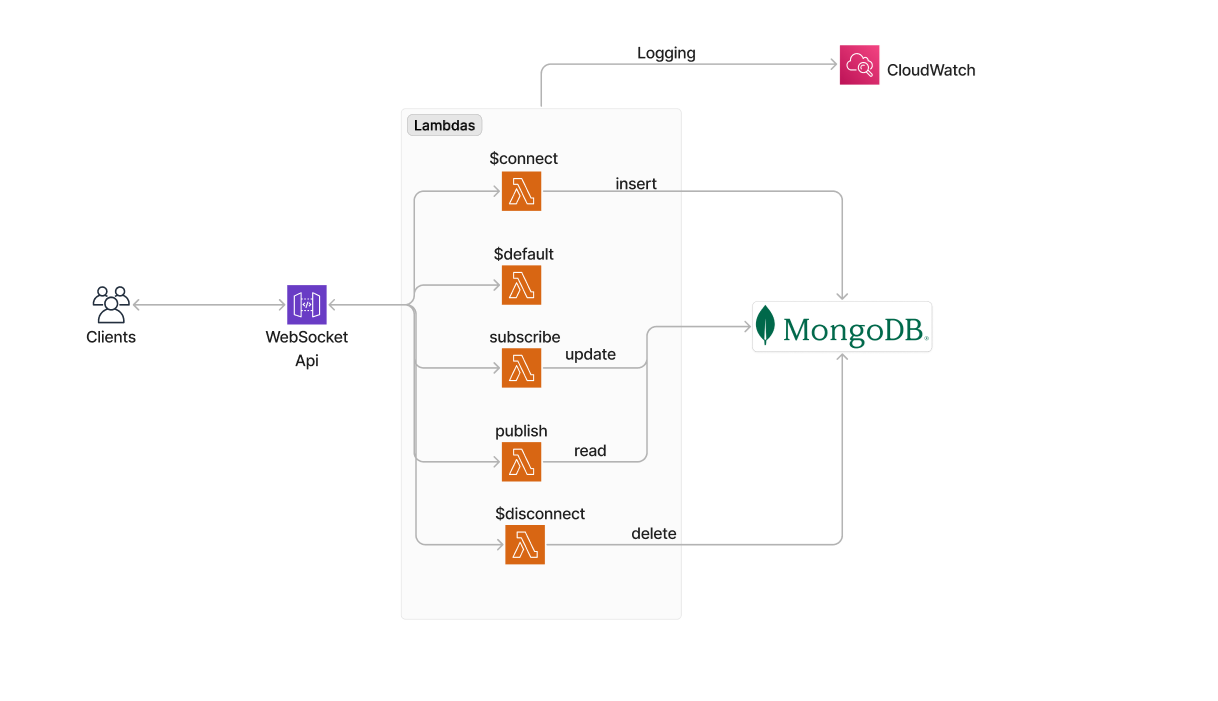 Logging
CloudWatch
Lambdas
$connect
insert
$default
Clients
WebSocket
Api
subscribe
update
MongoDB®
publish
read
$disconnect
delete